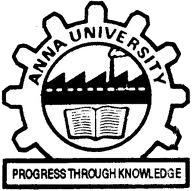 ANNA UNIVERSITY
PROGRESS THROUGH KNOWLEDGE